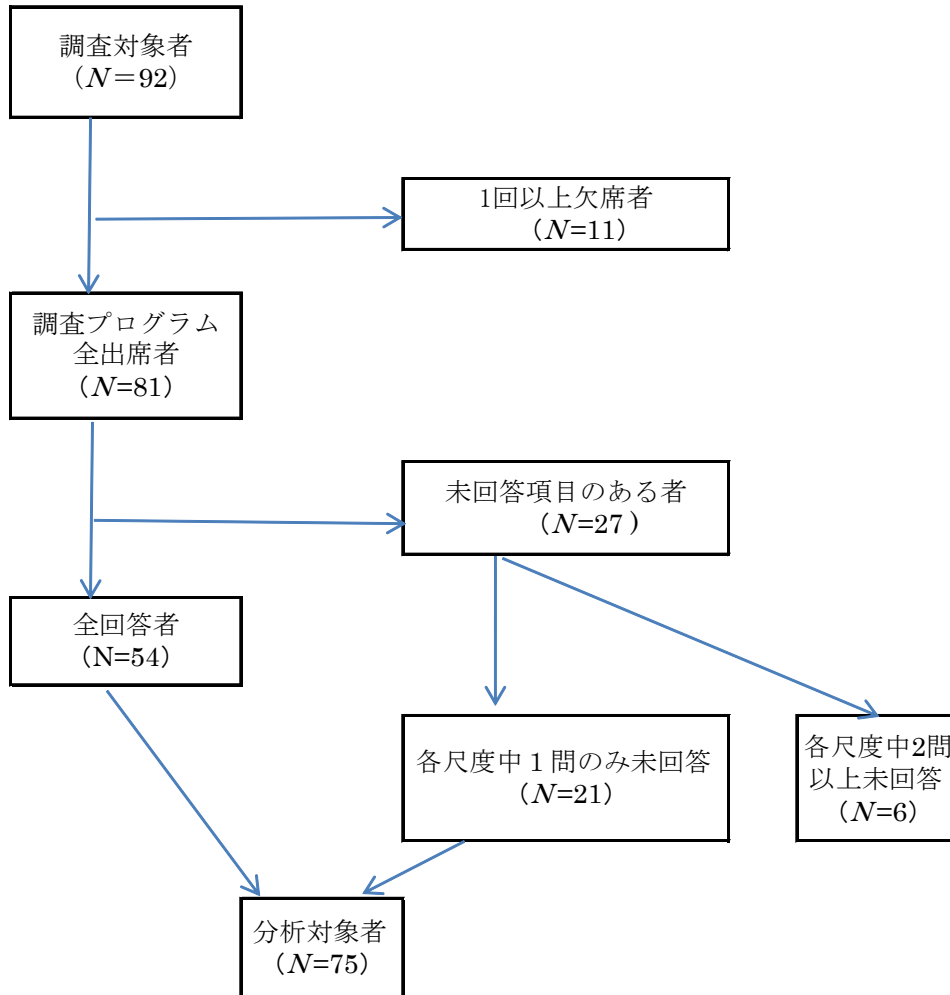 調査対象者
（N＝92）
1回以上欠席者
（N=11）
調査プログラム
全出席者
（N=81）
未回答項目のある者
（N=27 ）
全回答者
（N=54）
各尺度中１問のみ未回答
（N=21）
各尺度中2問
以上未回答
（N=6）
分析対象者
（N=75）